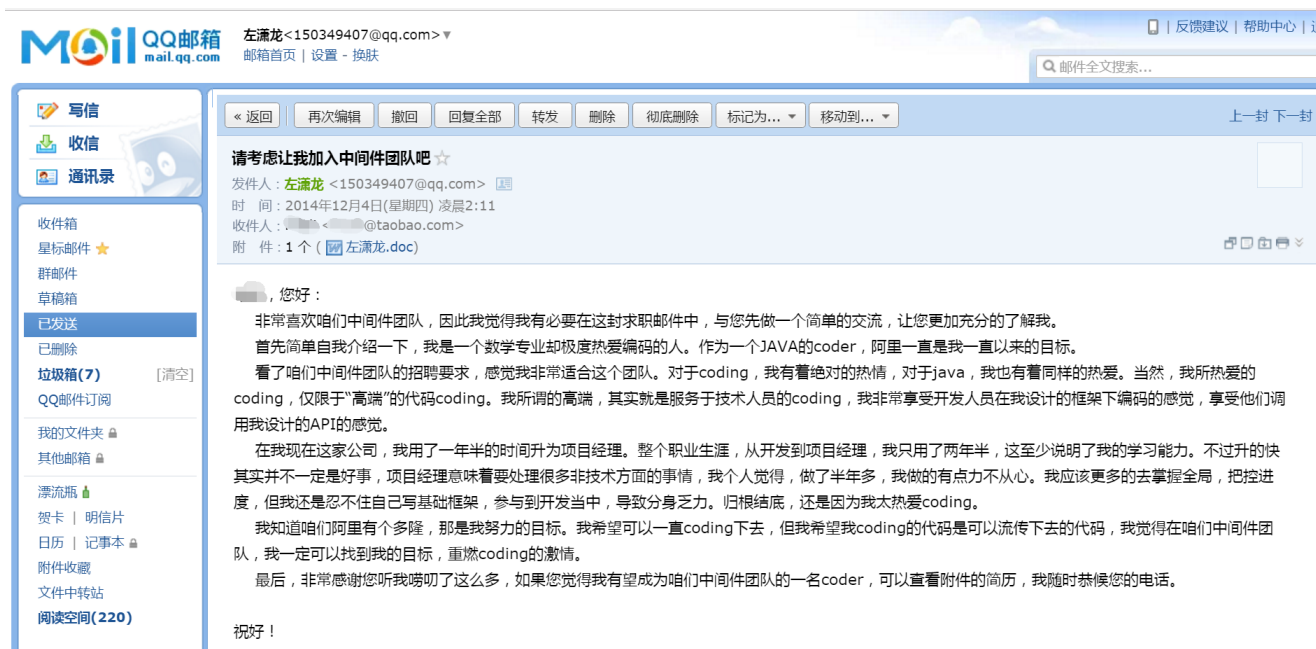 Mail QQ邮箱
mail.qq.com
左潇龙<150349407@qq.com>
邮箱首页 | 设置 - 换肤
反馈建议 | 帮助中心 |
邮件全文搜索...
写信
收信
通讯录
收件箱
星标邮件
群邮件
草稿箱
已发送
已删除
垃圾箱(7) [清空]
QQ邮件订阅
我的文件夹
其他邮箱
漂流瓶
贺卡 | 明信片
日历 | 记事本
附件收藏
文件中转站
阅读空间(220)
« 返回 再次编辑 撤回 回复全部 转发 删除 彻底删除 标记为... 移动到... 上一封 下一封
请考虑让我加入中间件团队吧
发件人：左潇龙 <150349407@qq.com>
时 间：2014年12月4日(星期四) 凌晨2:11
收件人： < @taobao.com>
附 件：1 个 ( 左潇龙.doc)
，您好：
非常喜欢咱们中间件团队，因此我觉得我有必要在这封求职邮件中，与您先做一个简单的交流，让您更加充分的了解我。
首先简单自我介绍一下，我是一个数学专业却极度热爱编码的人。作为一个JAVA的coder，阿里一直是我一直以来的目标。
看了咱们中间件团队的招聘要求，感觉我非常适合这个团队。对于coding，我有着绝对的热情，对于java，我也有着同样的热爱。当然，我所热爱的
coding，仅限于“高端”的代码coding。我所谓的高端，其实就是服务于技术人员的coding，我非常享受开发人员在我设计的框架下编码的感觉，享受他们调
用我设计的API的感觉。
在我现在这家公司，我用了一年半的时间升为项目经理。整个职业生涯，从开发到项目经理，我只用了两年半，这至少说明了我的学习能力。不过升的快
其实并不一定是好事，项目经理意味着要处理很多非技术方面的事情，我个人觉得，做了半年多，我做的有点力不从心。我应该更多的去掌握全局，把控进
度，但我还是忍不住自己写基础框架，参与到开发当中，导致分身乏力。归根结底，还是因为我太热爱coding。
我知道咱们阿里有个多隆，那是我努力的目标。我希望可以一直coding下去，但我希望我coding的代码是可以流传下去的代码，我觉得在咱们中间件团
队，我一定可以找到我的目标，重燃coding的激情。
最后，非常感谢您听我唠叨了这么多，如果您觉得我有望成为咱们中间件团队的一名coder，可以查看附件的简历，我随时恭候您的电话。
祝好！